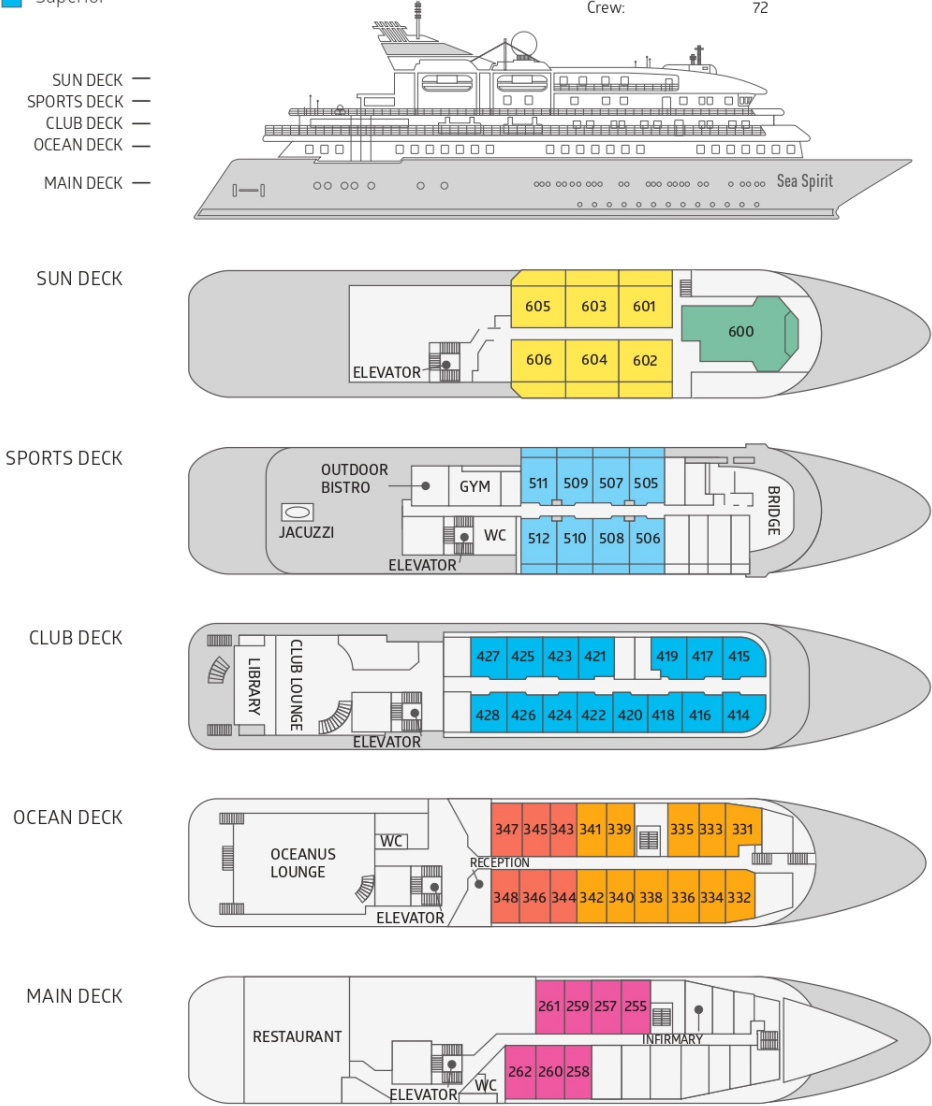 Superior
Crew: 72
SUN DECK
SPORTS DECK
CLUB DECK
OCEAN DECK
MAIN DECK
Sea Spirit
SUN DECK
605 603 601
600
606 604 602
ELEVATOR
SPORTS DECK
OUTDOOR
BISTRO
GYM
511 509 507 505
BRIDGE
JACUZZI
WC
512 510 508 506
ELEVATOR
CLUB DECK
LIBRARY
CLUB LOUNGE
427 425 423 421 419 417 415
428 426 424 422 420 418 416 414
ELEVATOR
OCEAN DECK
WC
347 345 343 341 339 335 333 331
OCEANUS
LOUNGE
RECEPTION
348 346 344 342 340 338 336 334 332
ELEVATOR
MAIN DECK
261 259 257 255
RESTAURANT
INFIRMARY
262 260 258
WC
ELEVATOR